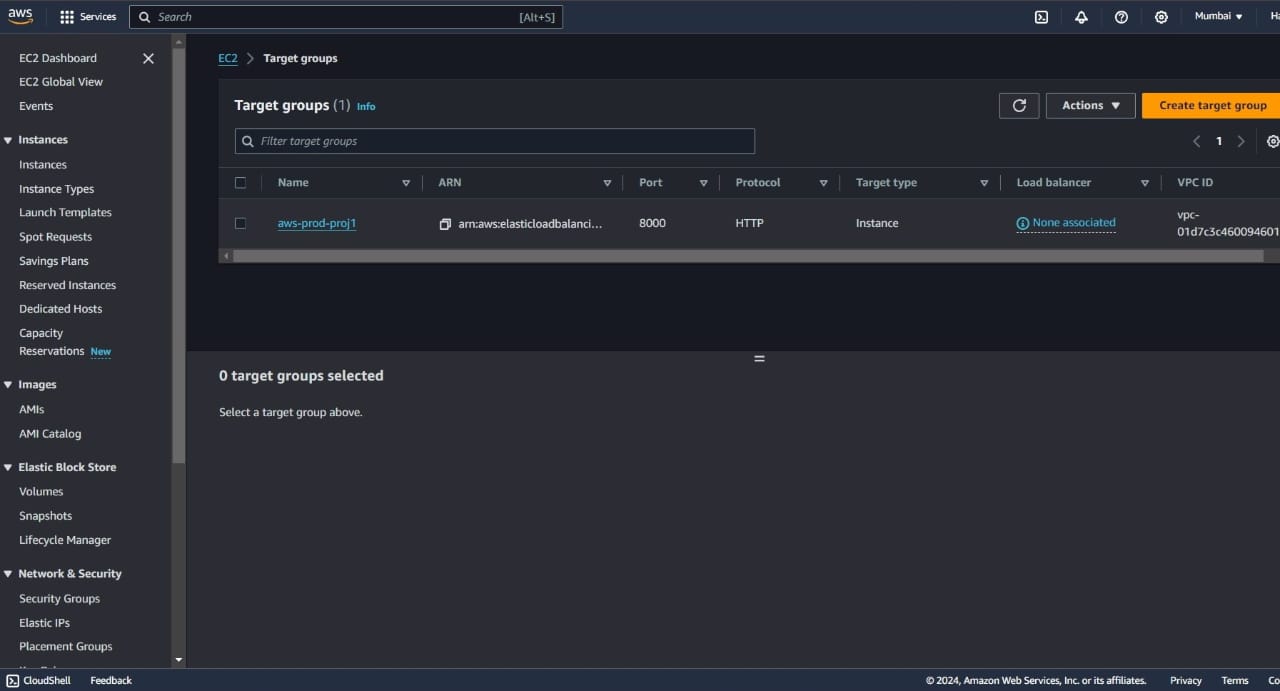 aws
Services
Search
[Alt+S]
Mumbai
EC2 Dashboard
EC2 Global View
Events
Instances
Instances
Instance Types
Launch Templates
Spot Requests
Savings Plans
Reserved Instances
Dedicated Hosts
Capacity
Reservations New
Images
AMIs
AMI Catalog
Elastic Block Store
Volumes
Snapshots
Lifecycle Manager
Network & Security
Security Groups
Elastic IPs
Placement Groups
EC2 > Target groups
Target groups (1) Info
Actions
Create target group
Filter target groups
1
Name ARN Port Protocol Target type Load balancer VPC ID
aws-prod-proj1 arn:aws:elasticloadbalanci... 8000 HTTP Instance None associated vpc-
01d7c3c460094601
0 target groups selected
Select a target group above.
CloudShell Feedback © 2024, Amazon Web Services, Inc. or its affiliates. Privacy Terms